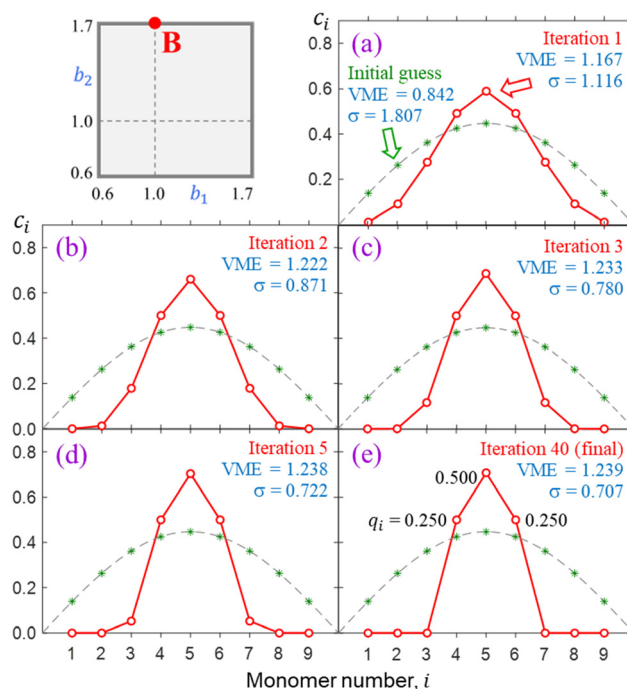 1.7
B
b₂
1.0
0.6
0.6
1.0
b₁
1.7
cᵢ
0.8
0.6
0.4
0.2
(a)
Iteration 1
VME = 1.167
σ = 1.116
Initial guess
VME = 0.842
σ = 1.807
cᵢ
0.8
0.6
0.4
0.2
0.0
(b)
Iteration 2
VME = 1.222
σ = 0.871
(c)
Iteration 3
VME = 1.233
σ = 0.780
0.8
0.6
0.4
0.2
0.0
(d)
Iteration 5
VME = 1.238
σ = 0.722
(e)
Iteration 40 (final)
VME = 1.239
σ = 0.707
0.500
qᵢ = 0.250
0.250
1 2 3 4 5 6 7 8 9
1 2 3 4 5 6 7 8 9
Monomer number, i